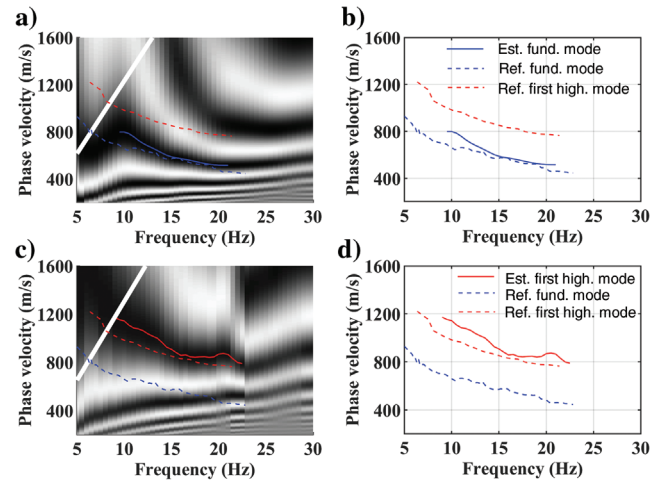 a)
Phase velocity (m/s)
1600
1200
800
400
5 10 15 20 25 30
Frequency (Hz)
b)
Phase velocity (m/s)
1600
1200
800
400
Est. fund. mode
Ref. fund. mode
Ref. first high. mode
5 10 15 20 25 30
Frequency (Hz)
c)
Phase velocity (m/s)
1600
1200
800
400
5 10 15 20 25 30
Frequency (Hz)
d)
Phase velocity (m/s)
1600
1200
800
400
Est. first high. mode
Ref. fund. mode
Ref. first high. mode
5 10 15 20 25 30
Frequency (Hz)